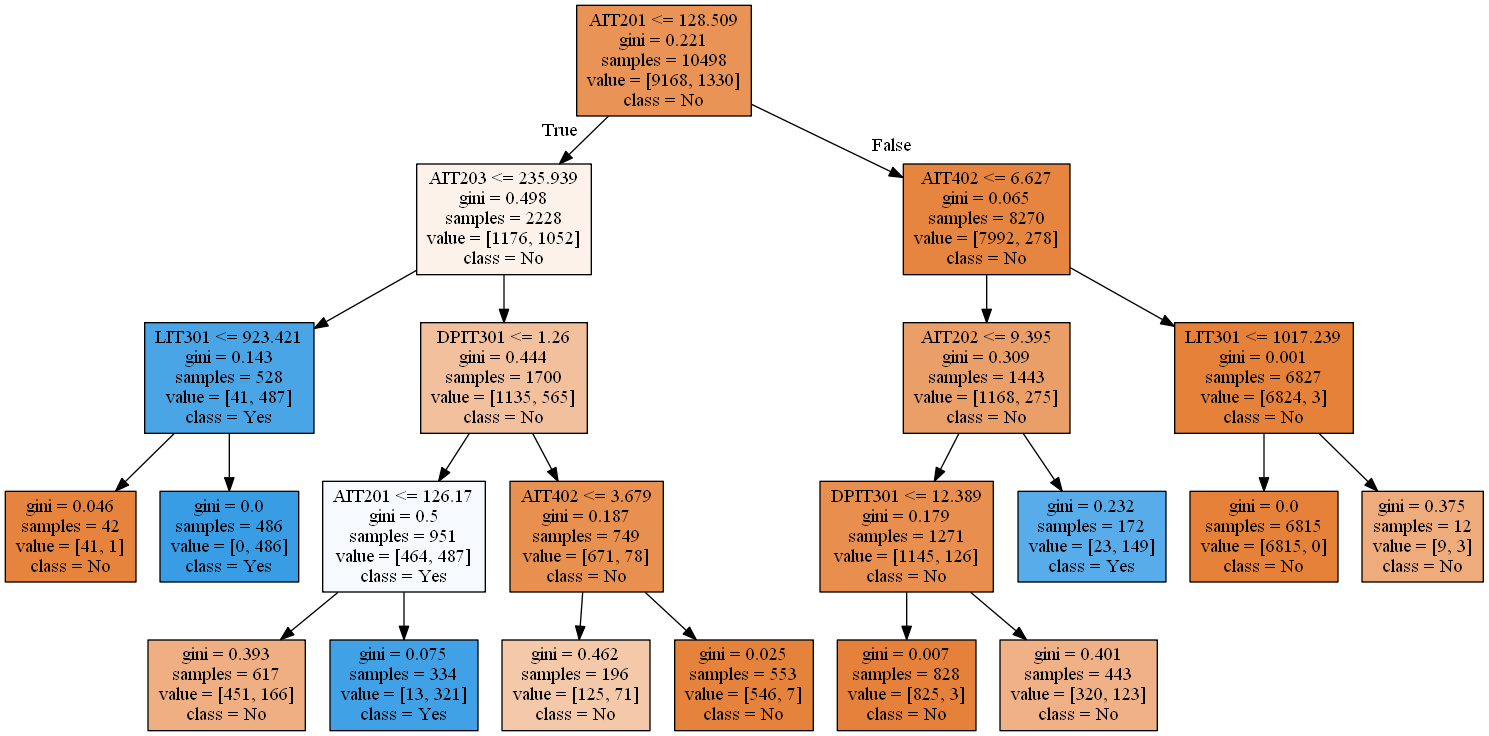 AIT201 <= 128.509
gini = 0.221
samples = 10498
value = [9168, 1330]
class = No
True
False
AIT203 <= 235.939
gini = 0.498
samples = 2228
value = [1176, 1052]
class = No
AIT402 <= 6.627
gini = 0.065
samples = 8270
value = [7992, 278]
class = No
LIT301 <= 923.421
gini = 0.143
samples = 528
value = [41, 487]
class = Yes
DPIT301 <= 1.26
gini = 0.444
samples = 1700
value = [1135, 565]
class = No
AIT202 <= 9.395
gini = 0.309
samples = 1443
value = [1168, 275]
class = No
LIT301 <= 1017.239
gini = 0.001
samples = 6827
value = [6824, 3]
class = No
gini = 0.046
samples = 42
value = [41, 1]
class = No
gini = 0.0
samples = 486
value = [0, 486]
class = Yes
AIT201 <= 126.17
gini = 0.5
samples = 951
value = [464, 487]
class = Yes
AIT402 <= 3.679
gini = 0.187
samples = 749
value = [671, 78]
class = No
DPIT301 <= 12.389
gini = 0.179
samples = 1271
value = [1145, 126]
class = No
gini = 0.232
samples = 172
value = [23, 149]
class = Yes
gini = 0.0
samples = 6815
value = [6815, 0]
class = No
gini = 0.375
samples = 12
value = [9, 3]
class = No
gini = 0.393
samples = 617
value = [451, 166]
class = No
gini = 0.075
samples = 334
value = [13, 321]
class = Yes
gini = 0.462
samples = 196
value = [125, 71]
class = No
gini = 0.025
samples = 553
value = [546, 7]
class = No
gini = 0.007
samples = 828
value = [825, 3]
class = No
gini = 0.401
samples = 443
value = [320, 123]
class = No